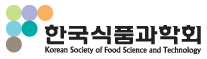 한국식품과학회
Korean Society of Food Science and Technology